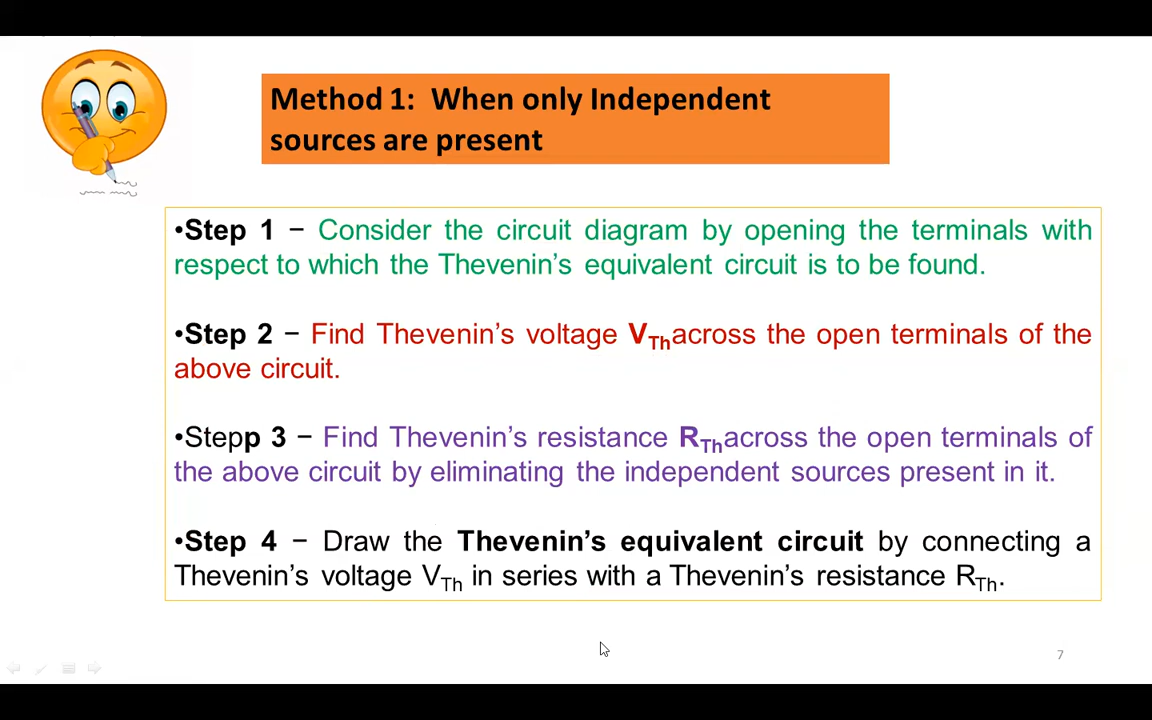 Method 1: When only Independent
sources are present
•Step 1 − Consider the circuit diagram by opening the terminals with
respect to which the Thevenin’s equivalent circuit is to be found.
•Step 2 − Find Thevenin’s voltage VTh across the open terminals of the
above circuit.
•Stepp 3 − Find Thevenin’s resistance RTh across the open terminals of
the above circuit by eliminating the independent sources present in it.
•Step 4 − Draw the Thevenin’s equivalent circuit by connecting a
Thevenin’s voltage VTh in series with a Thevenin’s resistance RTh.
7